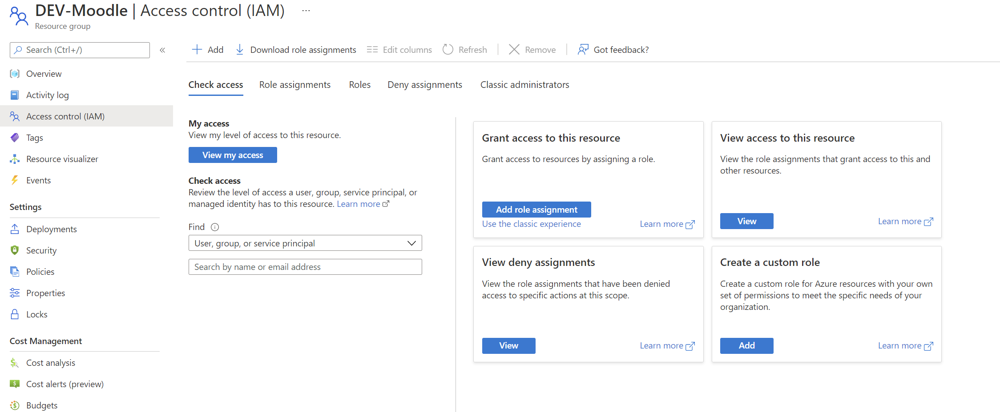 DEV-Moodle | Access control (IAM) ...
Resource group
Search (Ctrl+/)
«
Overview
Activity log
Access control (IAM)
Tags
Resource visualizer
Events
Settings
Deployments
Security
Policies
Properties
Locks
Cost Management
Cost analysis
Cost alerts (preview)
Budgets
Add
Download role assignments
Edit columns
Refresh
Remove
Got feedback?
Check access
Role assignments
Roles
Deny assignments
Classic administrators
My access
View my level of access to this resource.
View my access
Check access
Review the level of access a user, group, service principal, or
managed identity has to this resource. Learn more
Find
User, group, or service principal
Search by name or email address
Grant access to this resource
Grant access to resources by assigning a role.
Add role assignment
Use the classic experience
Learn more
View access to this resource
View the role assignments that grant access to this and
other resources.
View
Learn more
View deny assignments
View the role assignments that have been denied
access to specific actions at this scope.
View
Learn more
Create a custom role
Create a custom role for Azure resources with your own
set of permissions to meet the specific needs of your
organization.
Add
Learn more